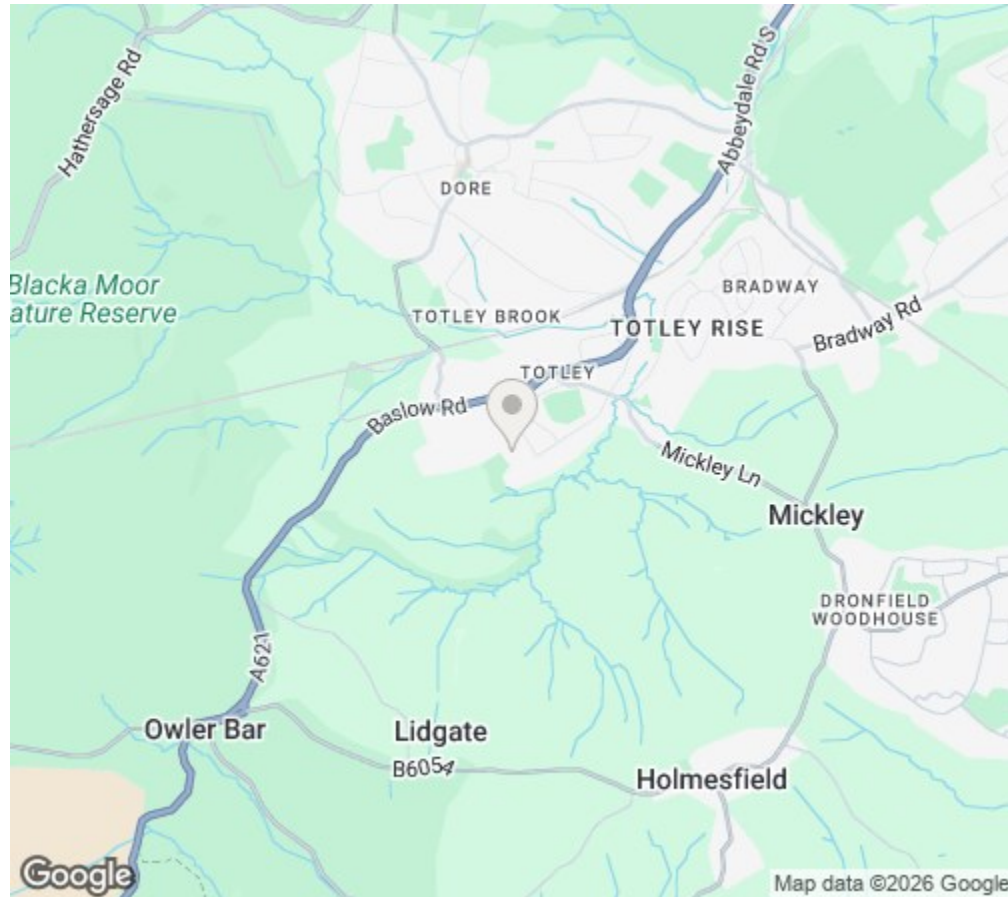 Hathersage Rd
Abbeydale Rd S
DORE
Blacka Moor
ature Reserve
BRADWAY
TOTLEY BROOK
TOTLEY RISE
Bradway Rd
TOTLEY
Baslow Rd
Mickley Ln
Mickley
DRONFIELD
WOODHOUSE
A621
Owler Bar
Lidgate
B6054
Holmesfield
Google
Map data ©2026 Google